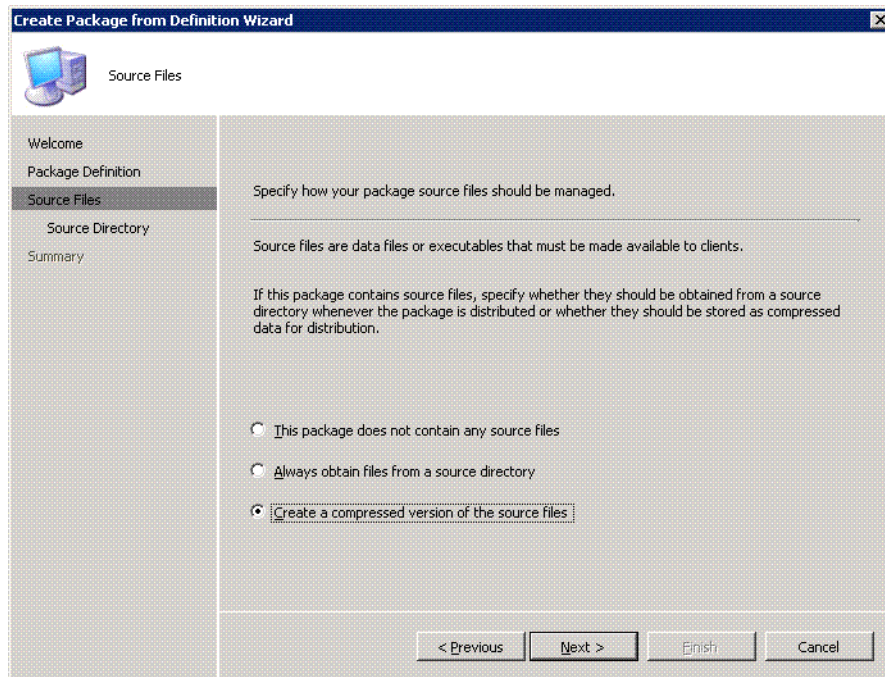 Create Package from Definition Wizard
Source Files
Welcome
Package Definition
Source Files
Source Directory
Summary
Specify how your package source files should be managed.
Source files are data files or executables that must be made available to clients.
If this package contains source files, specify whether they should be obtained from a source
directory whenever the package is distributed or whether they should be stored as compressed
data for distribution.
This package does not contain any source files
Always obtain files from a source directory
Create a compressed version of the source files
< Previous
Next >
Finish
Cancel